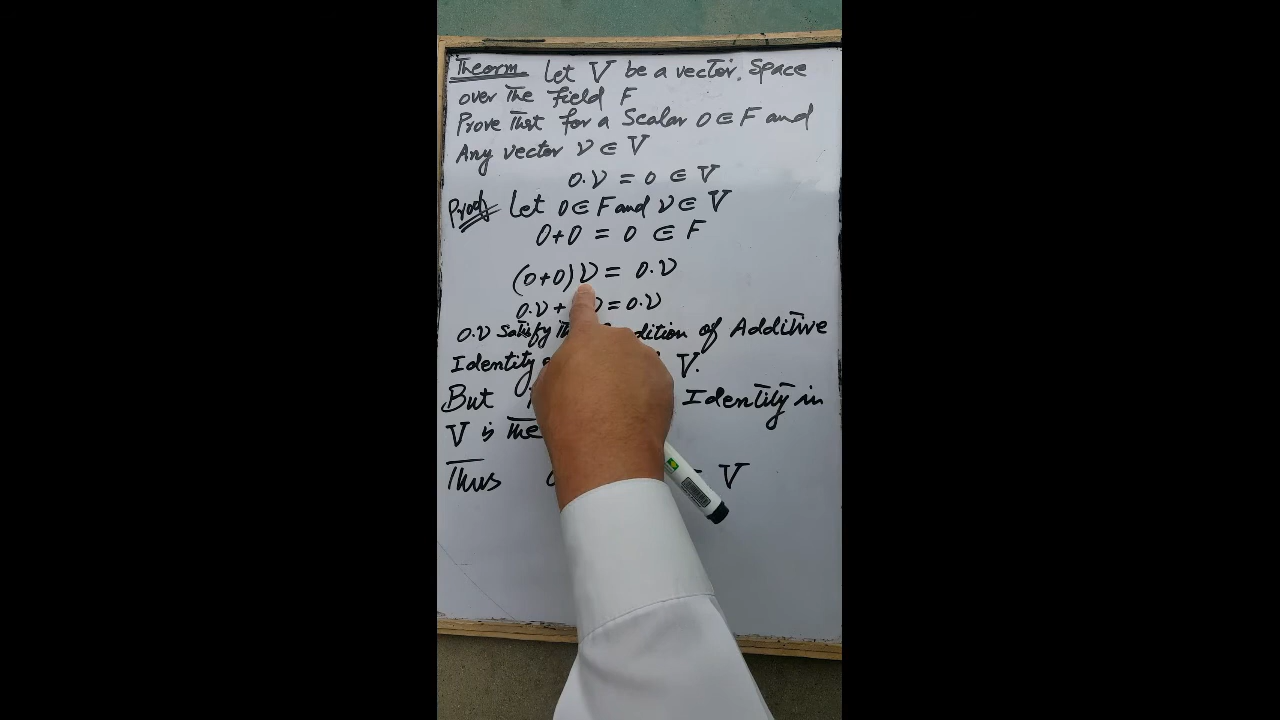 Theorm Let V be a vector. Space
over The field F
Prove That for a Scalar 0 ∈ F and
Any vector v ∈ V
0.v = 0 ∈ V
Proof Let 0 ∈ F and v ∈ V
0+0 = 0 ∈ F
(0+0)v = 0.v
0.v + = 0.v
0.v Satisfy of Additive
Identity V.
But Identity in
V is The
Thus ∈ V